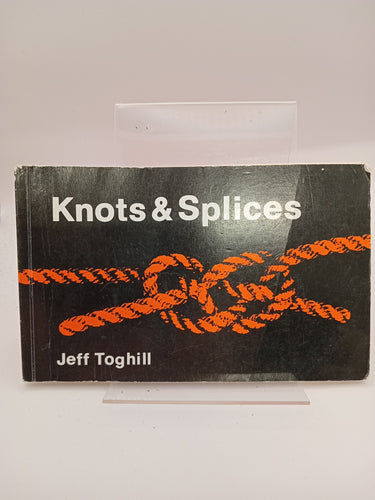 Knots & Splices
Jeff Toghill